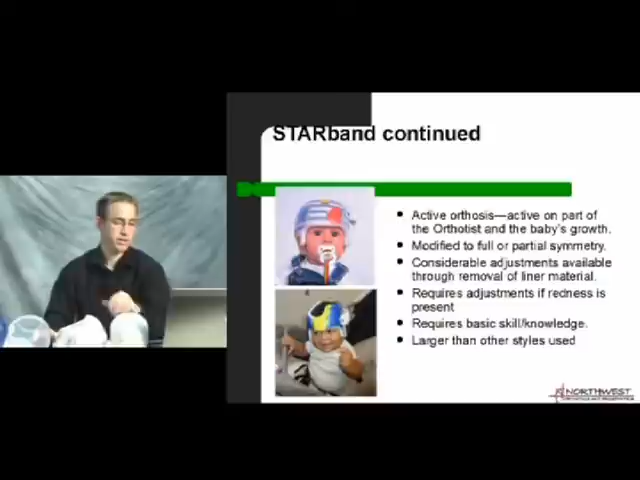 STARband continued
Active orthosis—active on part of
the Orthotist and the baby's growth.
Modified to full or partial symmetry.
Considerable adjustments available
through removal of liner material.
Requires adjustments if redness is
present
Requires basic skill/knowledge.
Larger than other styles used
NORTHWEST